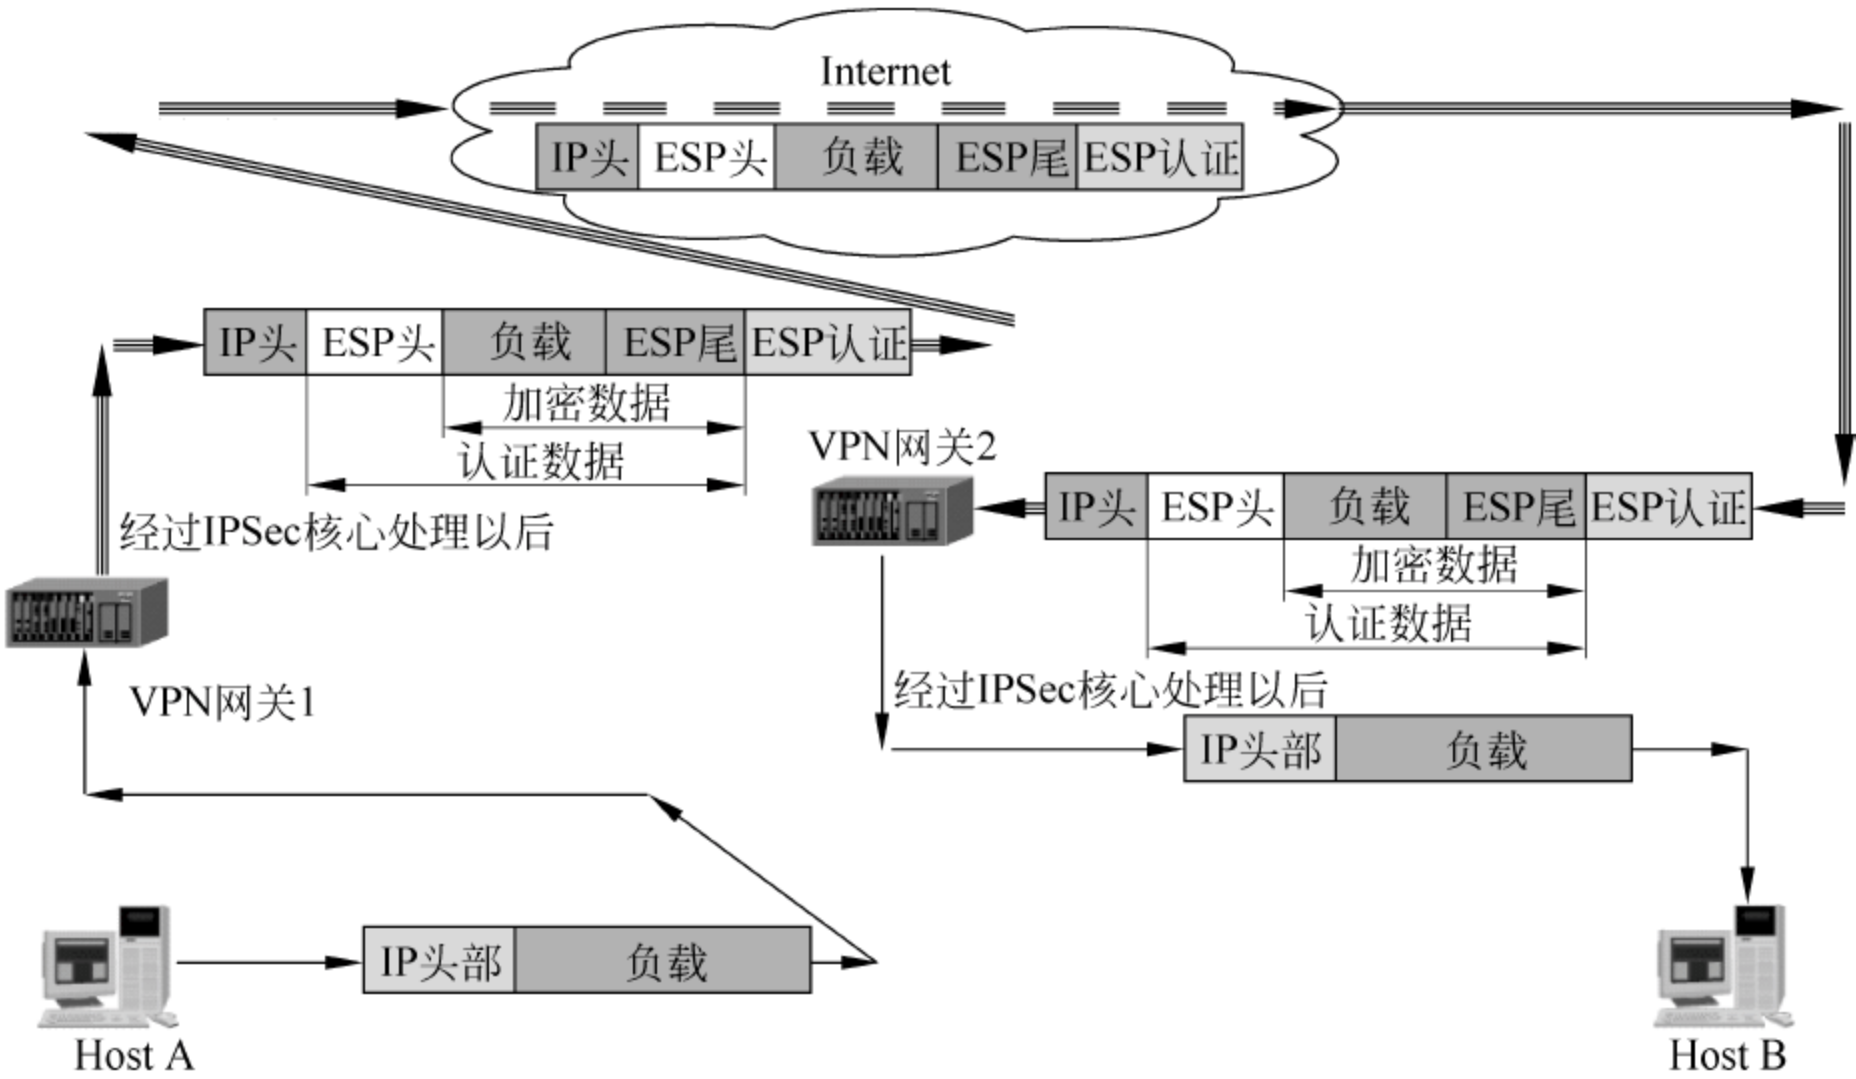 Internet
IP头 ESP头 负载 ESP尾 ESP认证
IP头 ESP头 负载 ESP尾 ESP认证
加密数据
认证数据
经过IPSec核心处理以后
VPN网关1
VPN网关2
IP头 ESP头 负载 ESP尾 ESP认证
加密数据
认证数据
经过IPSec核心处理以后
IP头部 负载
IP头部 负载
Host A
Host B